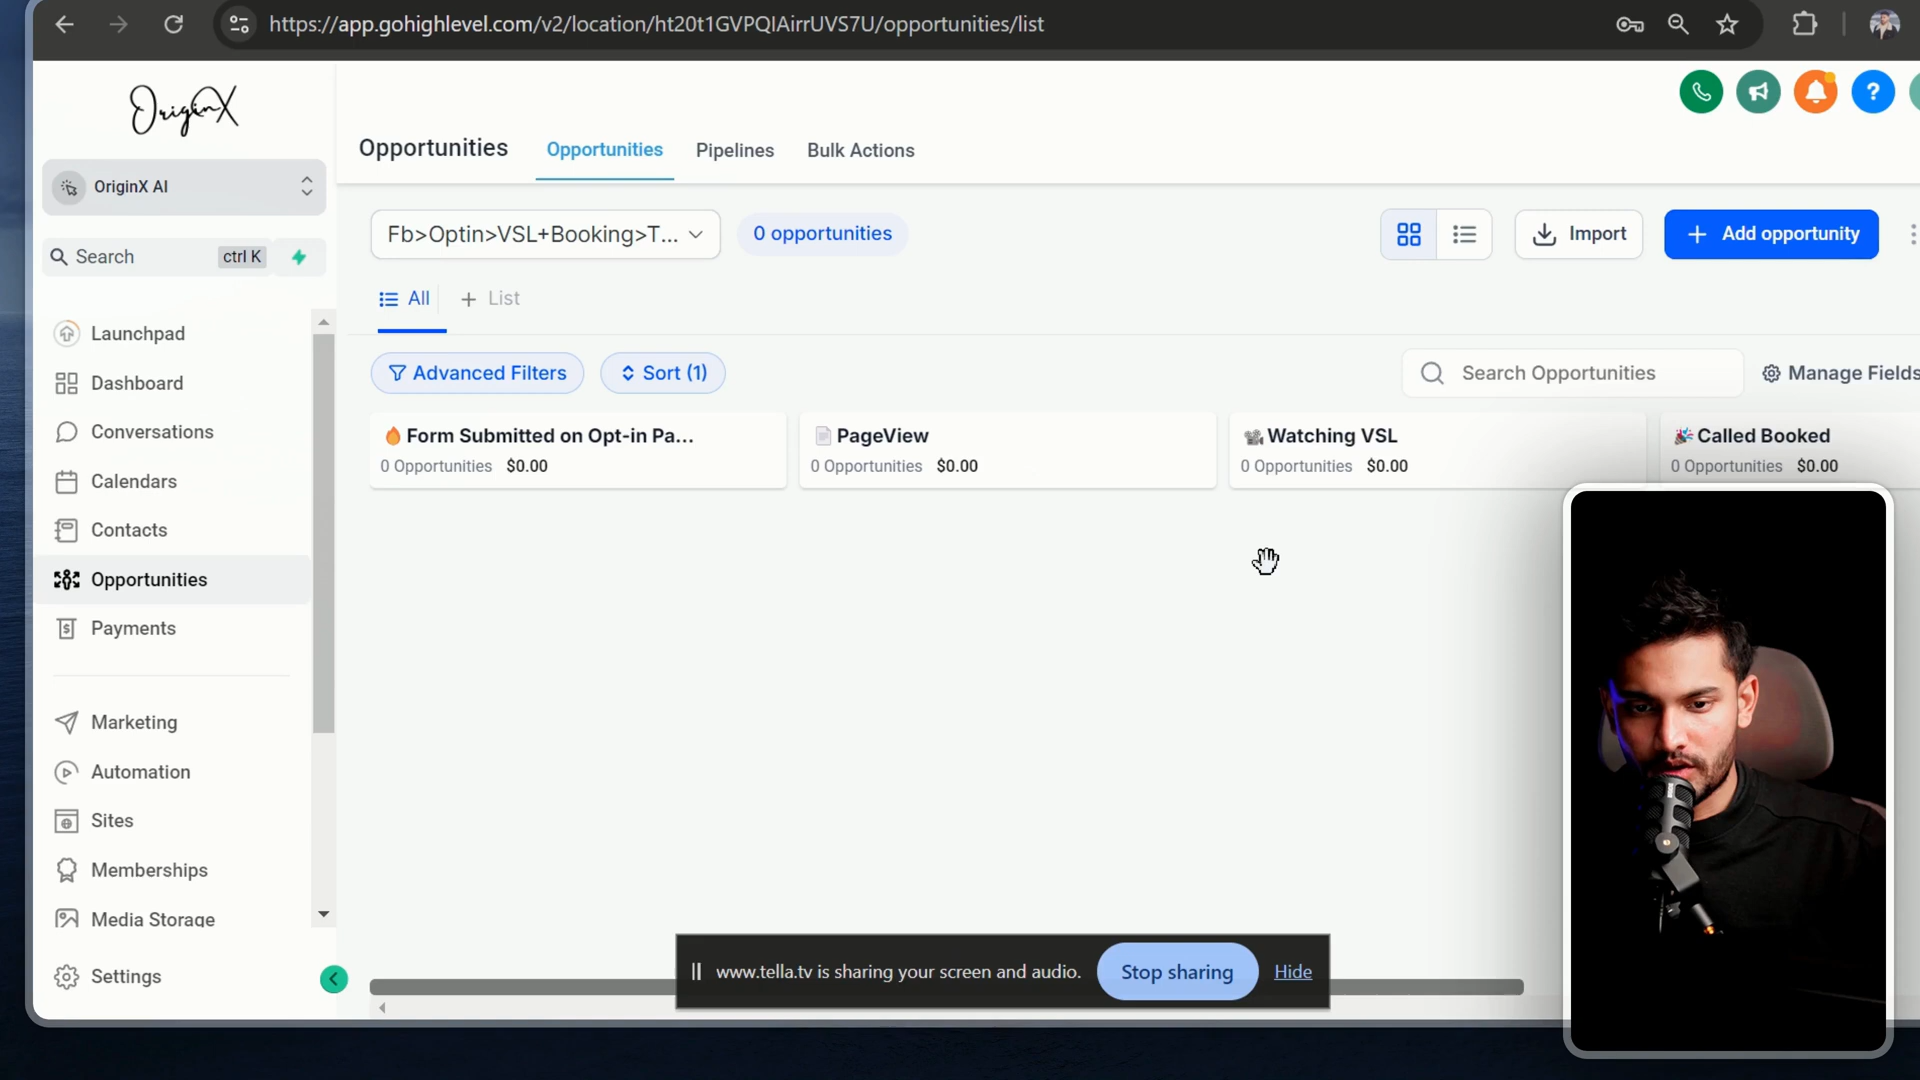 https://app.gohighlevel.com/v2/location/ht20t1GVPQIAirrUVS7U/opportunities/list
OriginX
OriginX AI
Search ctrl K
Launchpad
Dashboard
Conversations
Calendars
Contacts
Opportunities
Payments
Marketing
Automation
Sites
Memberships
Media Storage
Settings
Opportunities Opportunities Pipelines Bulk Actions
Fb>Optin>VSL+Booking>T... 0 opportunities Import + Add opportunity
All + List
Advanced Filters Sort (1) Search Opportunities Manage Fields
🔥 Form Submitted on Opt-in Pa...
0 Opportunities $0.00
📄 PageView
0 Opportunities $0.00
📽 Watching VSL
0 Opportunities $0.00
🎉 Called Booked
0 Opportunities $0.00
www.tella.tv is sharing your screen and audio. Stop sharing Hide